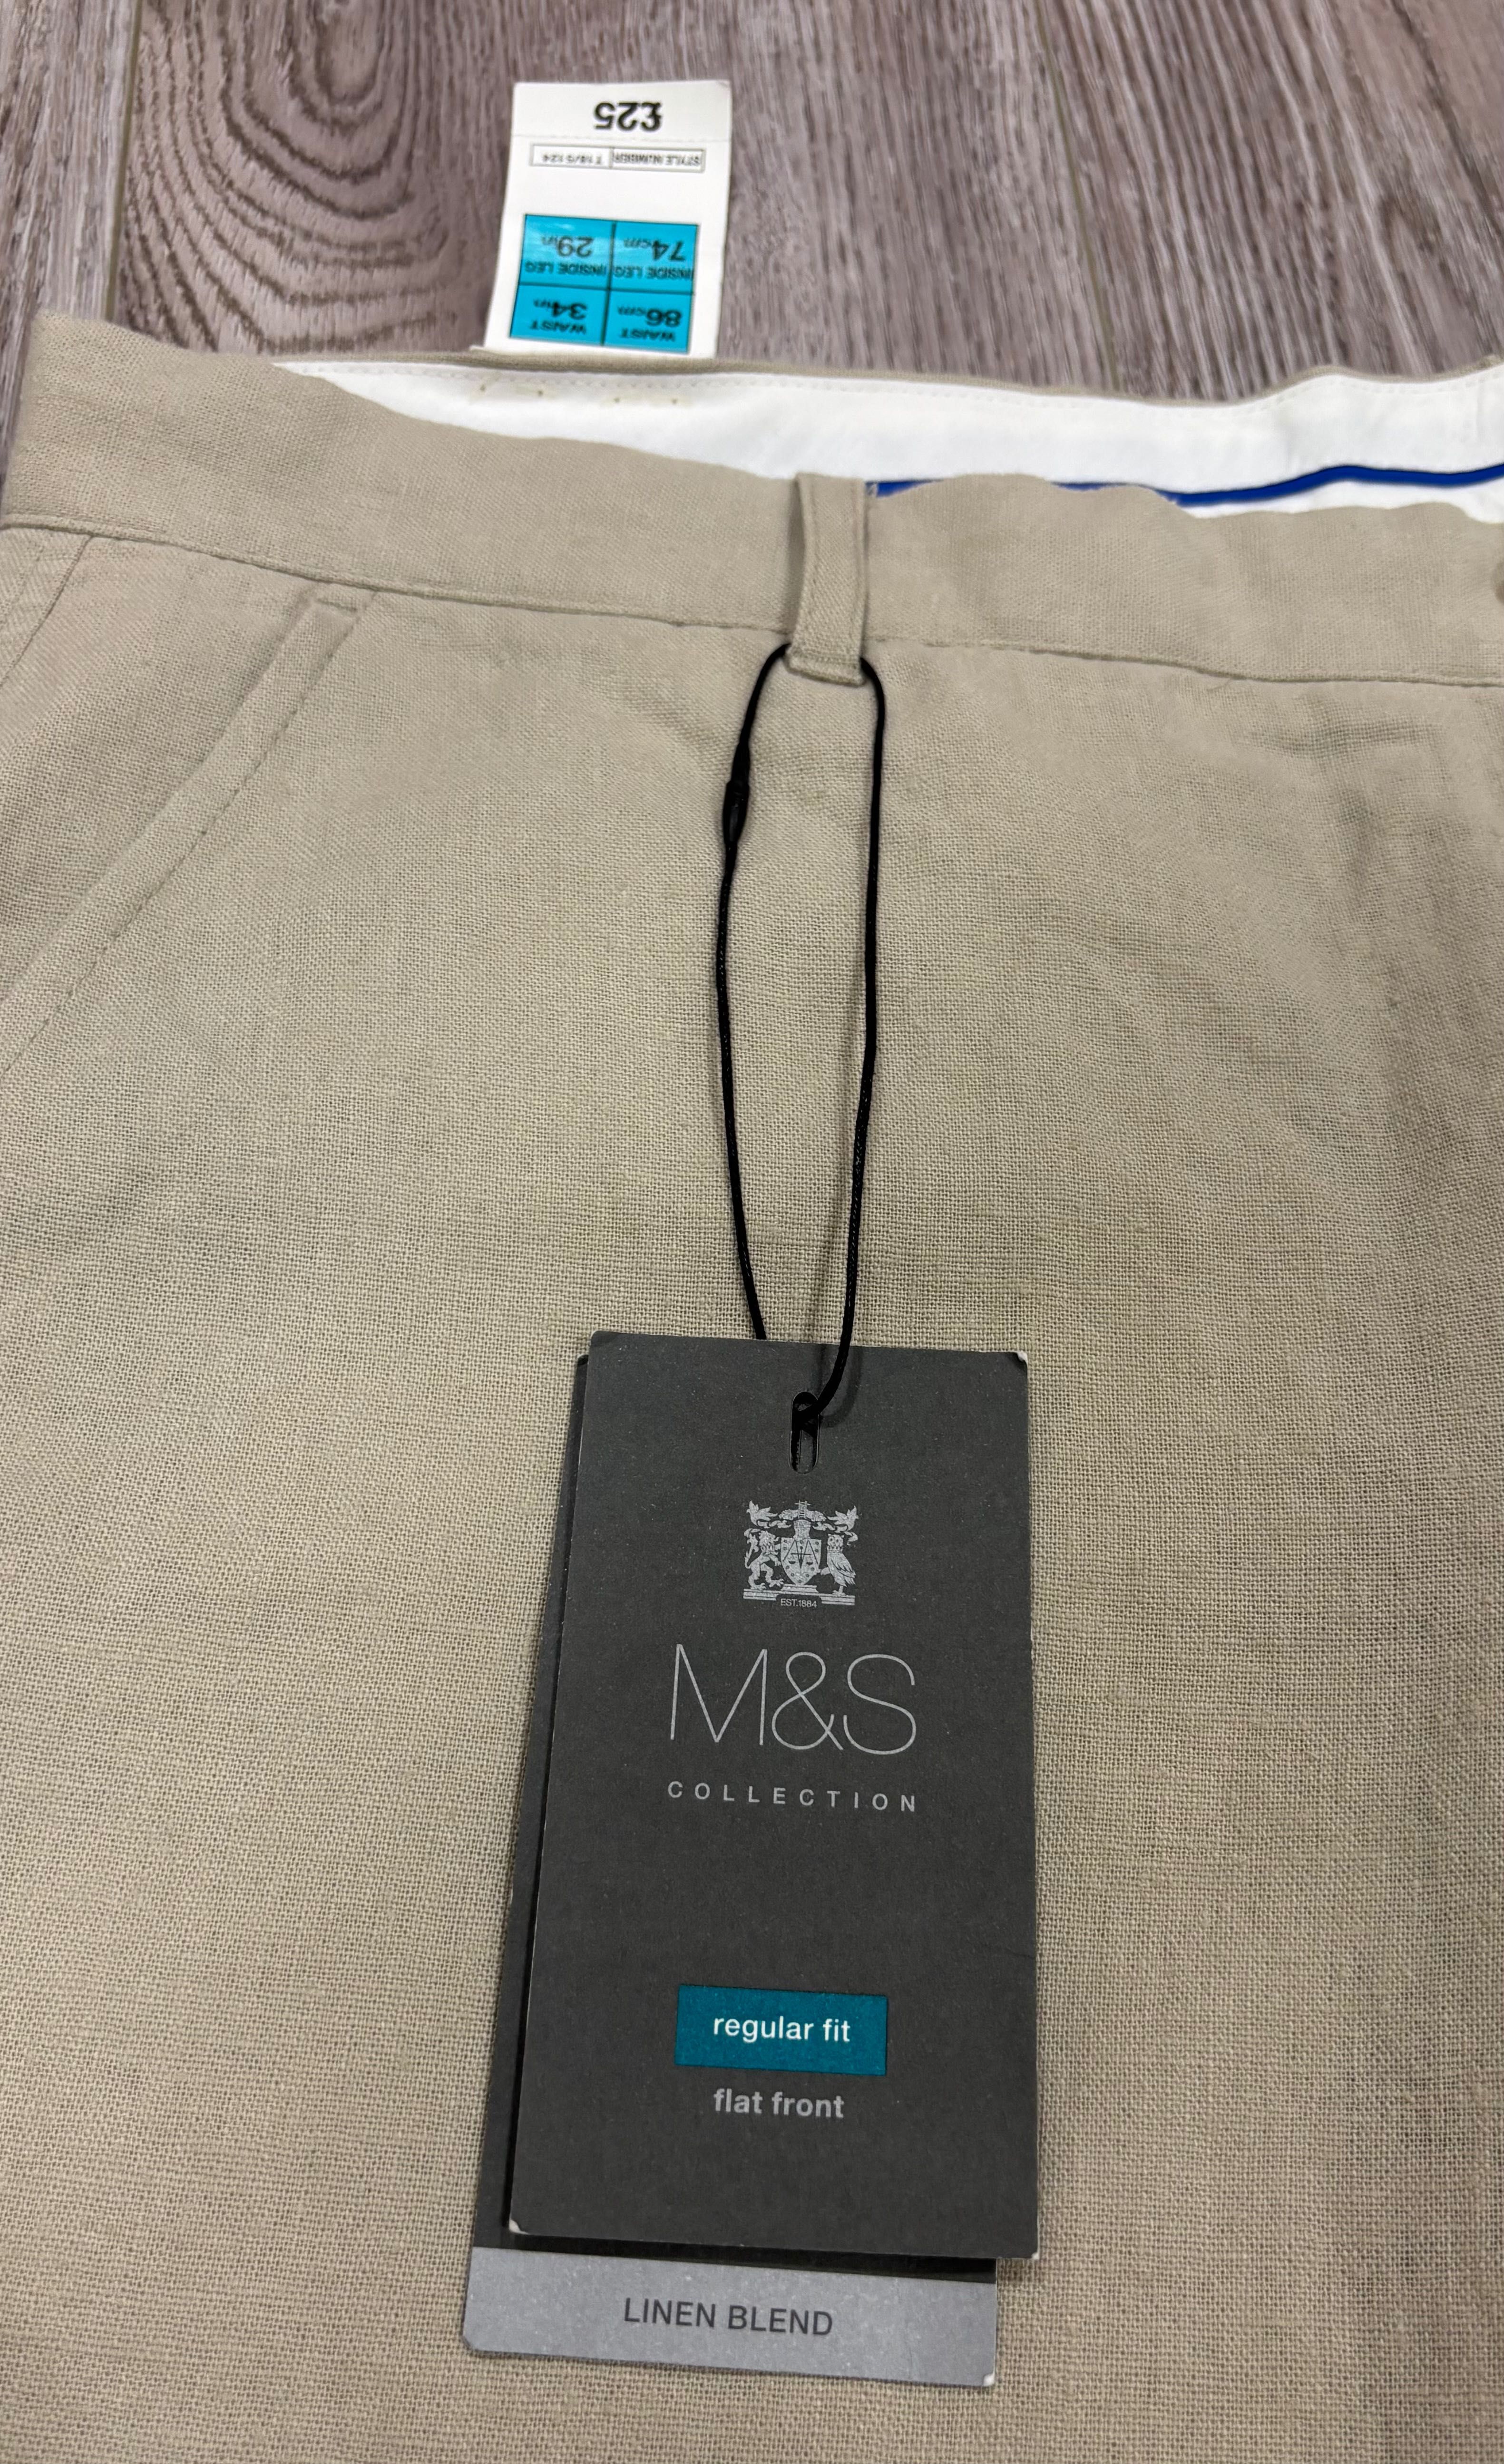 £25
STYLE NUMBER
INSIDE LEG INSIDE LEG
74cm 29in
WAIST WAIST
86cm 34in
EST.1884
M&S
COLLECTION
regular fit
flat front
LINEN BLEND